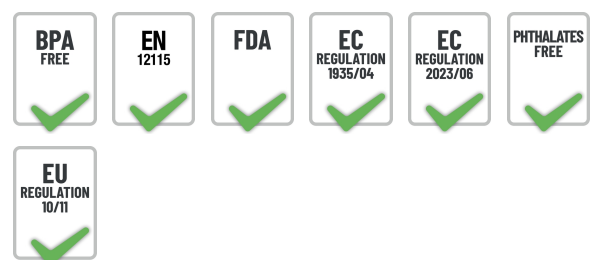 BPA
FREE
EN
12115
FDA
EC
REGULATION
1935/04
EC
REGULATION
2023/06
PHTHALATES
FREE
EU
REGULATION
10/11